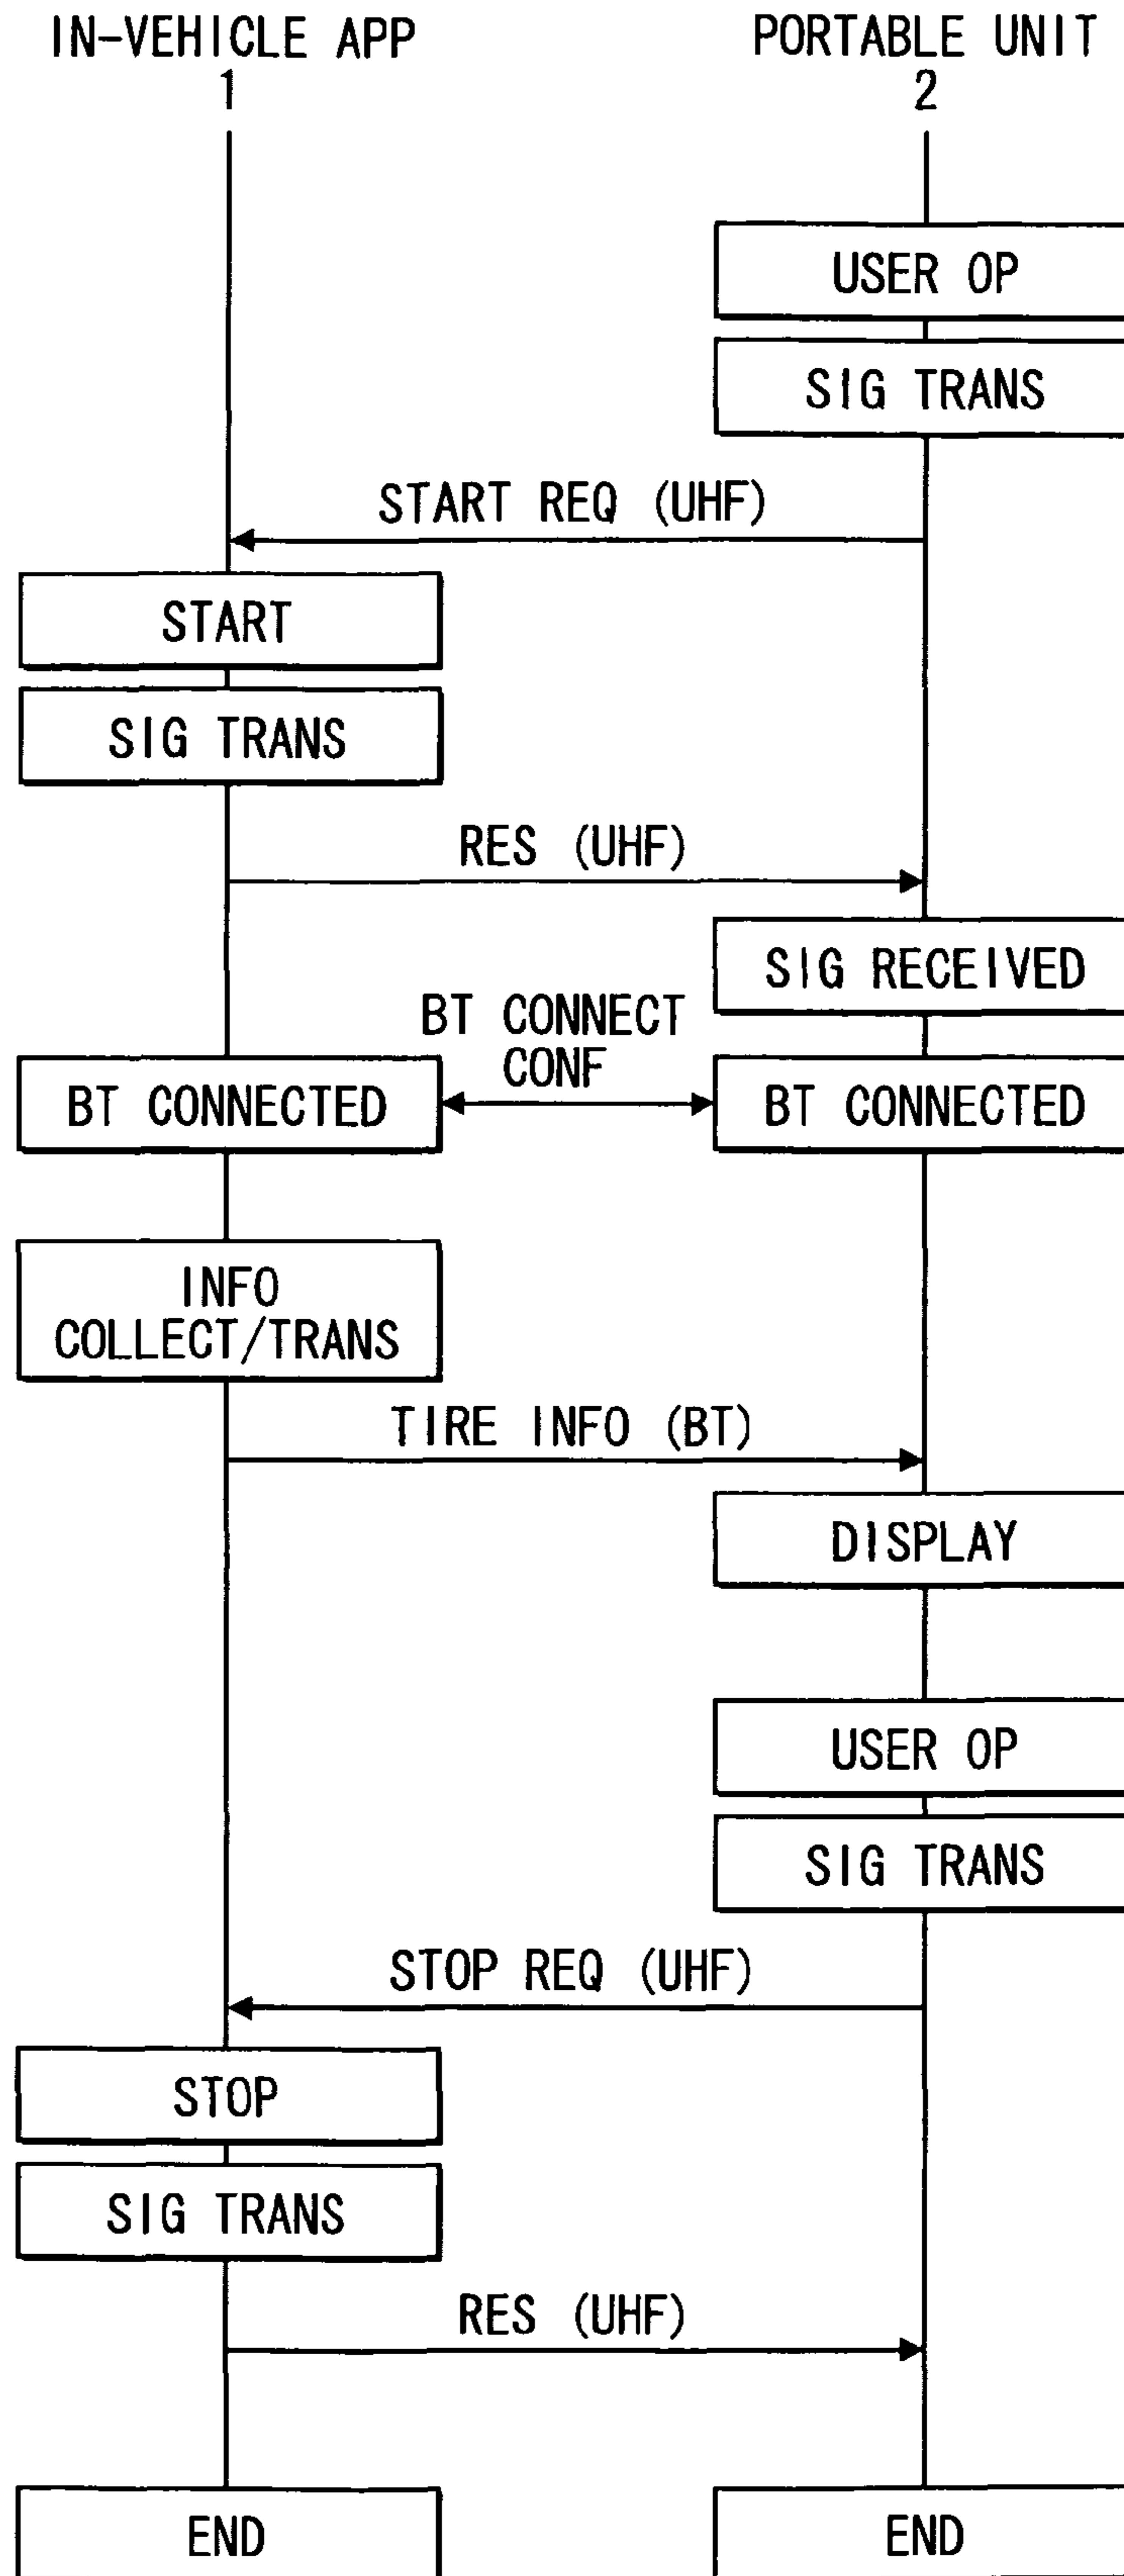 IN-VEHICLE APP
1
PORTABLE UNIT
2
USER OP
SIG TRANS
START REQ (UHF)
START
SIG TRANS
RES (UHF)
SIG RECEIVED
BT CONNECT
CONF
BT CONNECTED
BT CONNECTED
INFO
COLLECT/TRANS
TIRE INFO (BT)
DISPLAY
USER OP
SIG TRANS
STOP REQ (UHF)
STOP
SIG TRANS
RES (UHF)
END
END